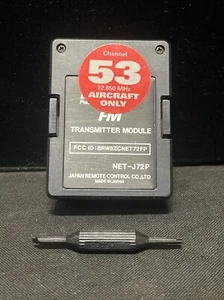 Channel
53
72.850 MHz
AIRCRAFT
ONLY
FM
TRANSMITTER MODULE
FCC ID: BRW8ZCNET72FP
NET-J72P
JAPAN REMOTE CONTROL CO.,LTD
MADE IN JAPAN